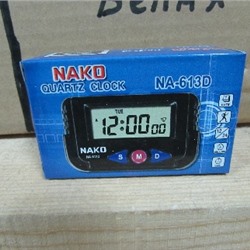 NAKO
QUARTZ CLOCK
NA-613D
TUE
12:00 00
NAKO
S M D